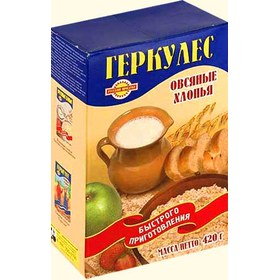 ГЕРКУЛЕС
ОВСЯНЫЕ
ХЛОПЬЯ
БЫСТРОГО
ПРИГОТОВЛЕНИЯ
МАССА НЕТТО: 420 г